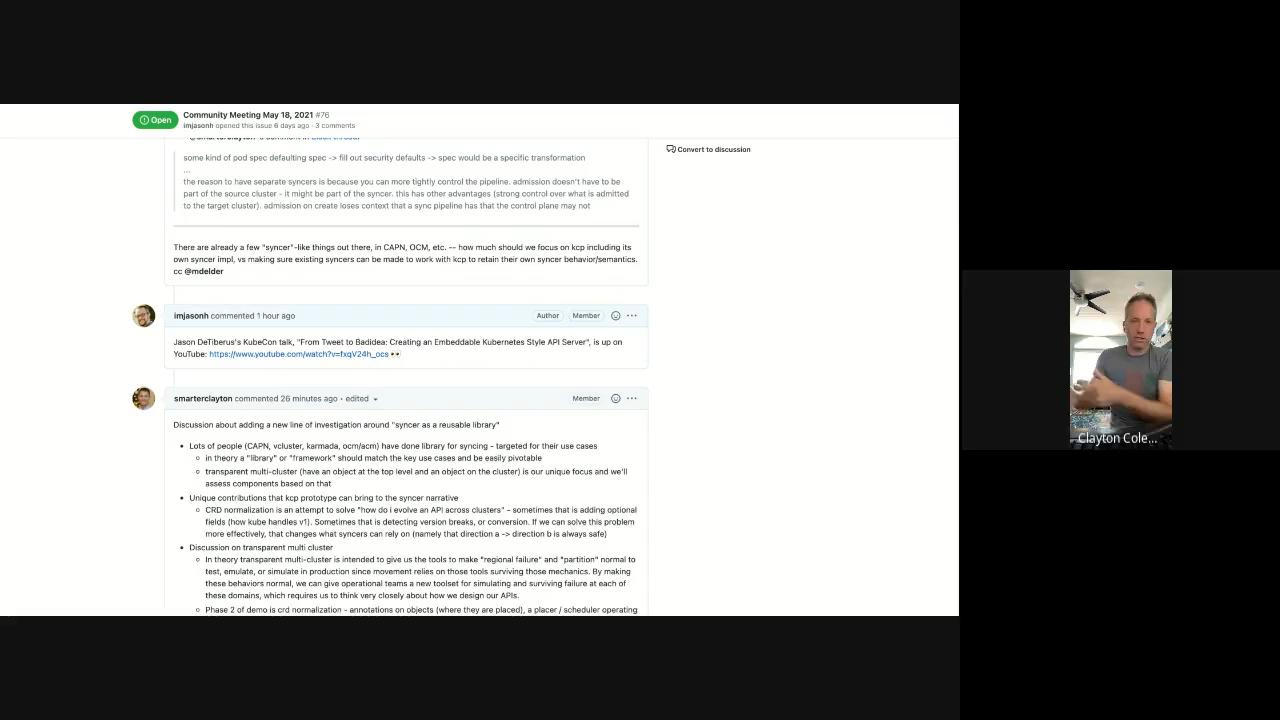 Open
Community Meeting May 18, 2021 #76
imjasonh opened this issue 6 days ago · 3 comments
Convert to discussion
some kind of pod spec defaulting spec -> fill out security defaults -> spec would be a specific transformation
...
the reason to have separate syncers is because you can more tightly control the pipeline. admission doesn't have to be
part of the source cluster - it might be part of the syncer. this has other advantages (strong control over what is admitted
to the target cluster). admission on create loses context that a sync pipeline has that the control plane may not
There are already a few "syncer"-like things out there, in CAPN, OCM, etc. -- how much should we focus on kcp including its
own syncer impl, vs making sure existing syncers can be made to work with kcp to retain their own syncer behavior/semantics.
cc @mdelder
imjasonh commented 1 hour ago
Author
Member
Jason DeTiberus's KubeCon talk, "From Tweet to Badidea: Creating an Embeddable Kubernetes Style API Server", is up on
YouTube: https://www.youtube.com/watch?v=fxqV24h_ocs 👀
smarterclayton commented 26 minutes ago · edited
Member
Discussion about adding a new line of investigation around "syncer as a reusable library"
• Lots of people (CAPN, vcluster, karmada, ocm/acm) have done library for syncing - targeted for their use cases
◦ in theory a "library" or "framework" should match the key use cases and be easily pivotable
◦ transparent multi-cluster (have an object at the top level and an object on the cluster) is our unique focus and we'll
assess components based on that
• Unique contributions that kcp prototype can bring to the syncer narrative
◦ CRD normalization is an attempt to solve "how do i evolve an API across clusters" - sometimes that is adding optional
fields (how kube handles v1). Sometimes that is detecting version breaks, or conversion. If we can solve this problem
more effectively, that changes what syncers can rely on (namely that direction a -> direction b is always safe)
• Discussion on transparent multi cluster
◦ In theory transparent multi-cluster is intended to give us the tools to make "regional failure" and "partition" normal to
test, emulate, or simulate in production since movement relies on those tools surviving those mechanics. By making
these behaviors normal, we can give operational teams a new toolset for simulating and surviving failure at each of
these domains, which requires us to think very closely about how we design our APIs.
◦ Phase 2 of demo is crd normalization - annotations on objects (where they are placed), a placer / scheduler operating
Clayton Cole...